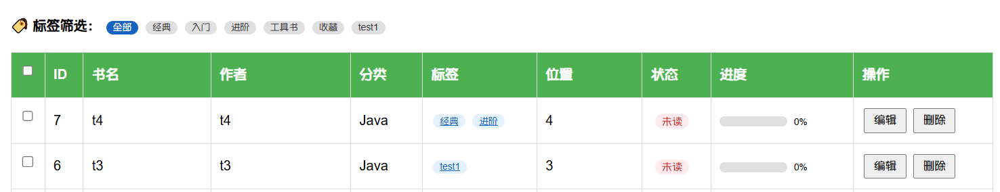 标签筛选： 全部 经典 入门 进阶 工具书 收藏 test1
ID 书名 作者 分类 标签 位置 状态 进度 操作
7 t4 t4 Java 经典 进阶 4 未读 0% 编辑 删除
6 t3 t3 Java test1 3 未读 0% 编辑 删除